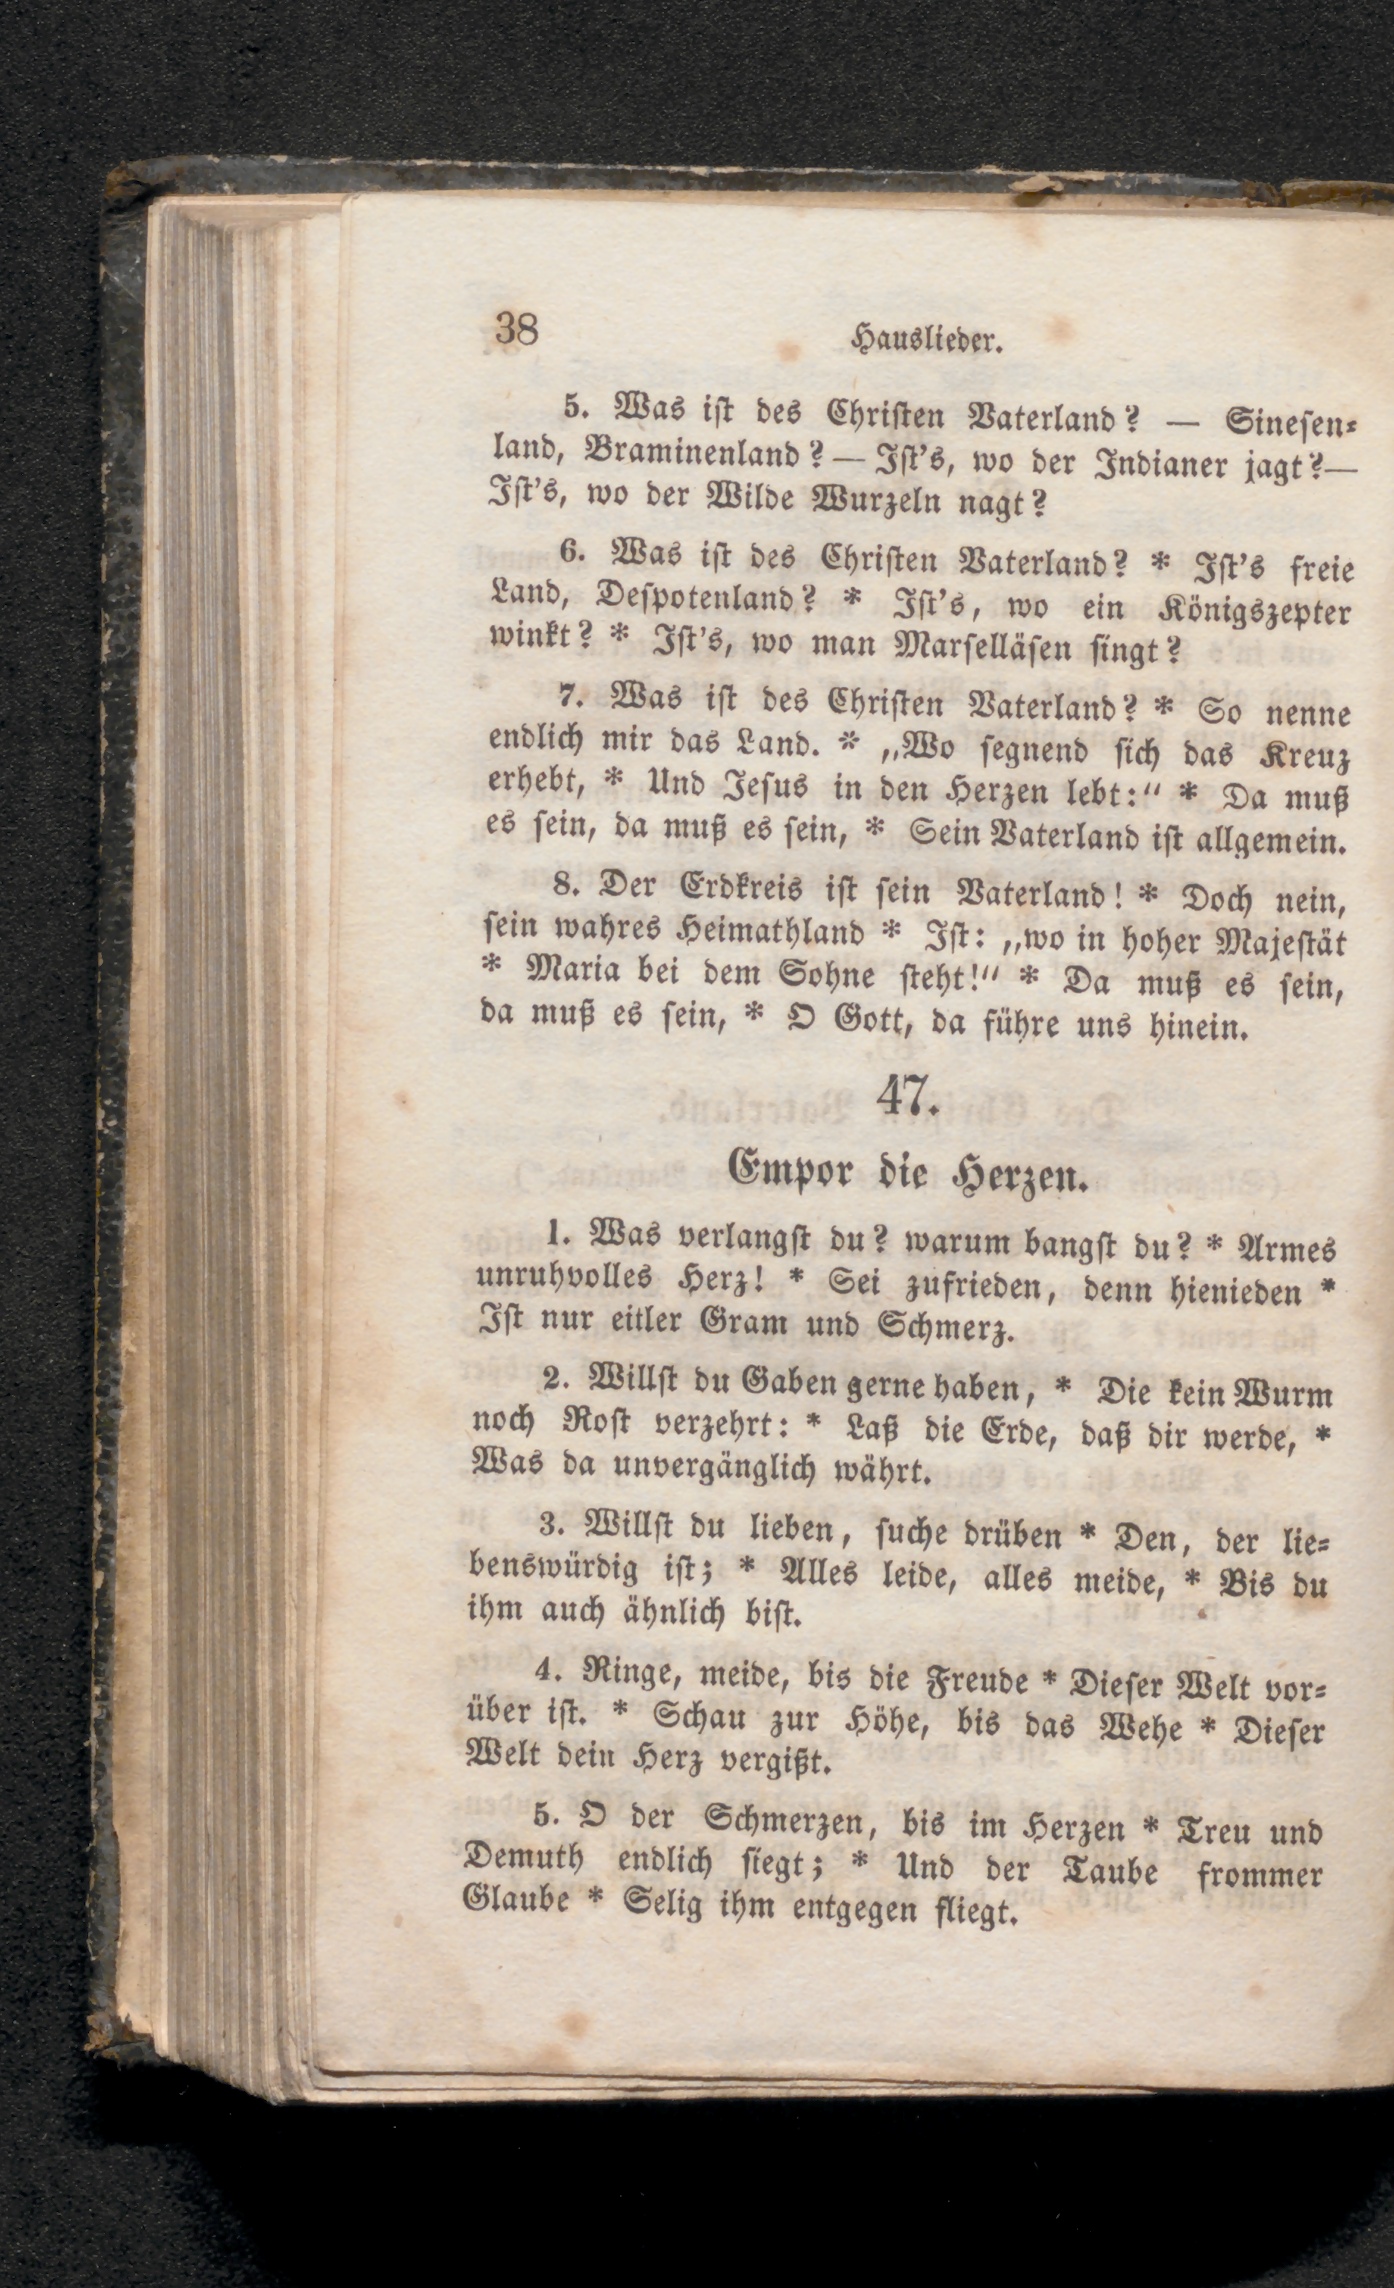 38
Hauslieder.
5. Was iſt des Chriſten Vaterland? — Sineſen⸗
land, Braminenland? — Iſt's, wo der Indianer jagt? —
Iſt's, wo der Wilde Wurzeln nagt?
6. Was iſt des Chriſten Vaterland? * Iſt's freie
Land, Deſpotenland? * Iſt's, wo ein Königszepter
winkt? * Iſt's, wo man Marſelläſen ſingt?
7. Was iſt des Chriſten Vaterland? * So nenne
endlich mir das Land. * „Wo ſegnend ſich das Kreuz
erhebt, * Und Jeſus in den Herzen lebt:“ * Da muß
es ſein, da muß es ſein, * Sein Vaterland iſt allgemein.
8. Der Erdkreis iſt ſein Vaterland! * Doch nein,
ſein wahres Heimathland * Iſt: „wo in hoher Majeſtät
* Maria bei dem Sohne ſteht!“ * Da muß es ſein,
da muß es ſein, * O Gott, da führe uns hinein.
47.
Empor die Herzen.
1. Was verlangſt du? warum bangſt du? * Armes
unruhvolles Herz! * Sei zufrieden, denn hienieden *
Iſt nur eitler Gram und Schmerz.
2. Willſt du Gaben gerne haben, * Die kein Wurm
noch Roſt verzehrt: * Laß die Erde, daß dir werde, *
Was da unvergänglich währt.
3. Willſt du lieben, ſuche drüben * Den, der lie⸗
benswürdig iſt; * Alles leide, alles meide, * Bis du
ihm auch ähnlich biſt.
4. Ringe, meide, bis die Freude * Dieſer Welt vor⸗
über iſt. * Schau zur Höhe, bis das Wehe * Dieſer
Welt dein Herz vergißt.
5. O der Schmerzen, bis im Herzen * Treu und
Demuth endlich ſiegt; * Und der Taube frommer
Glaube * Selig ihm entgegen fliegt.